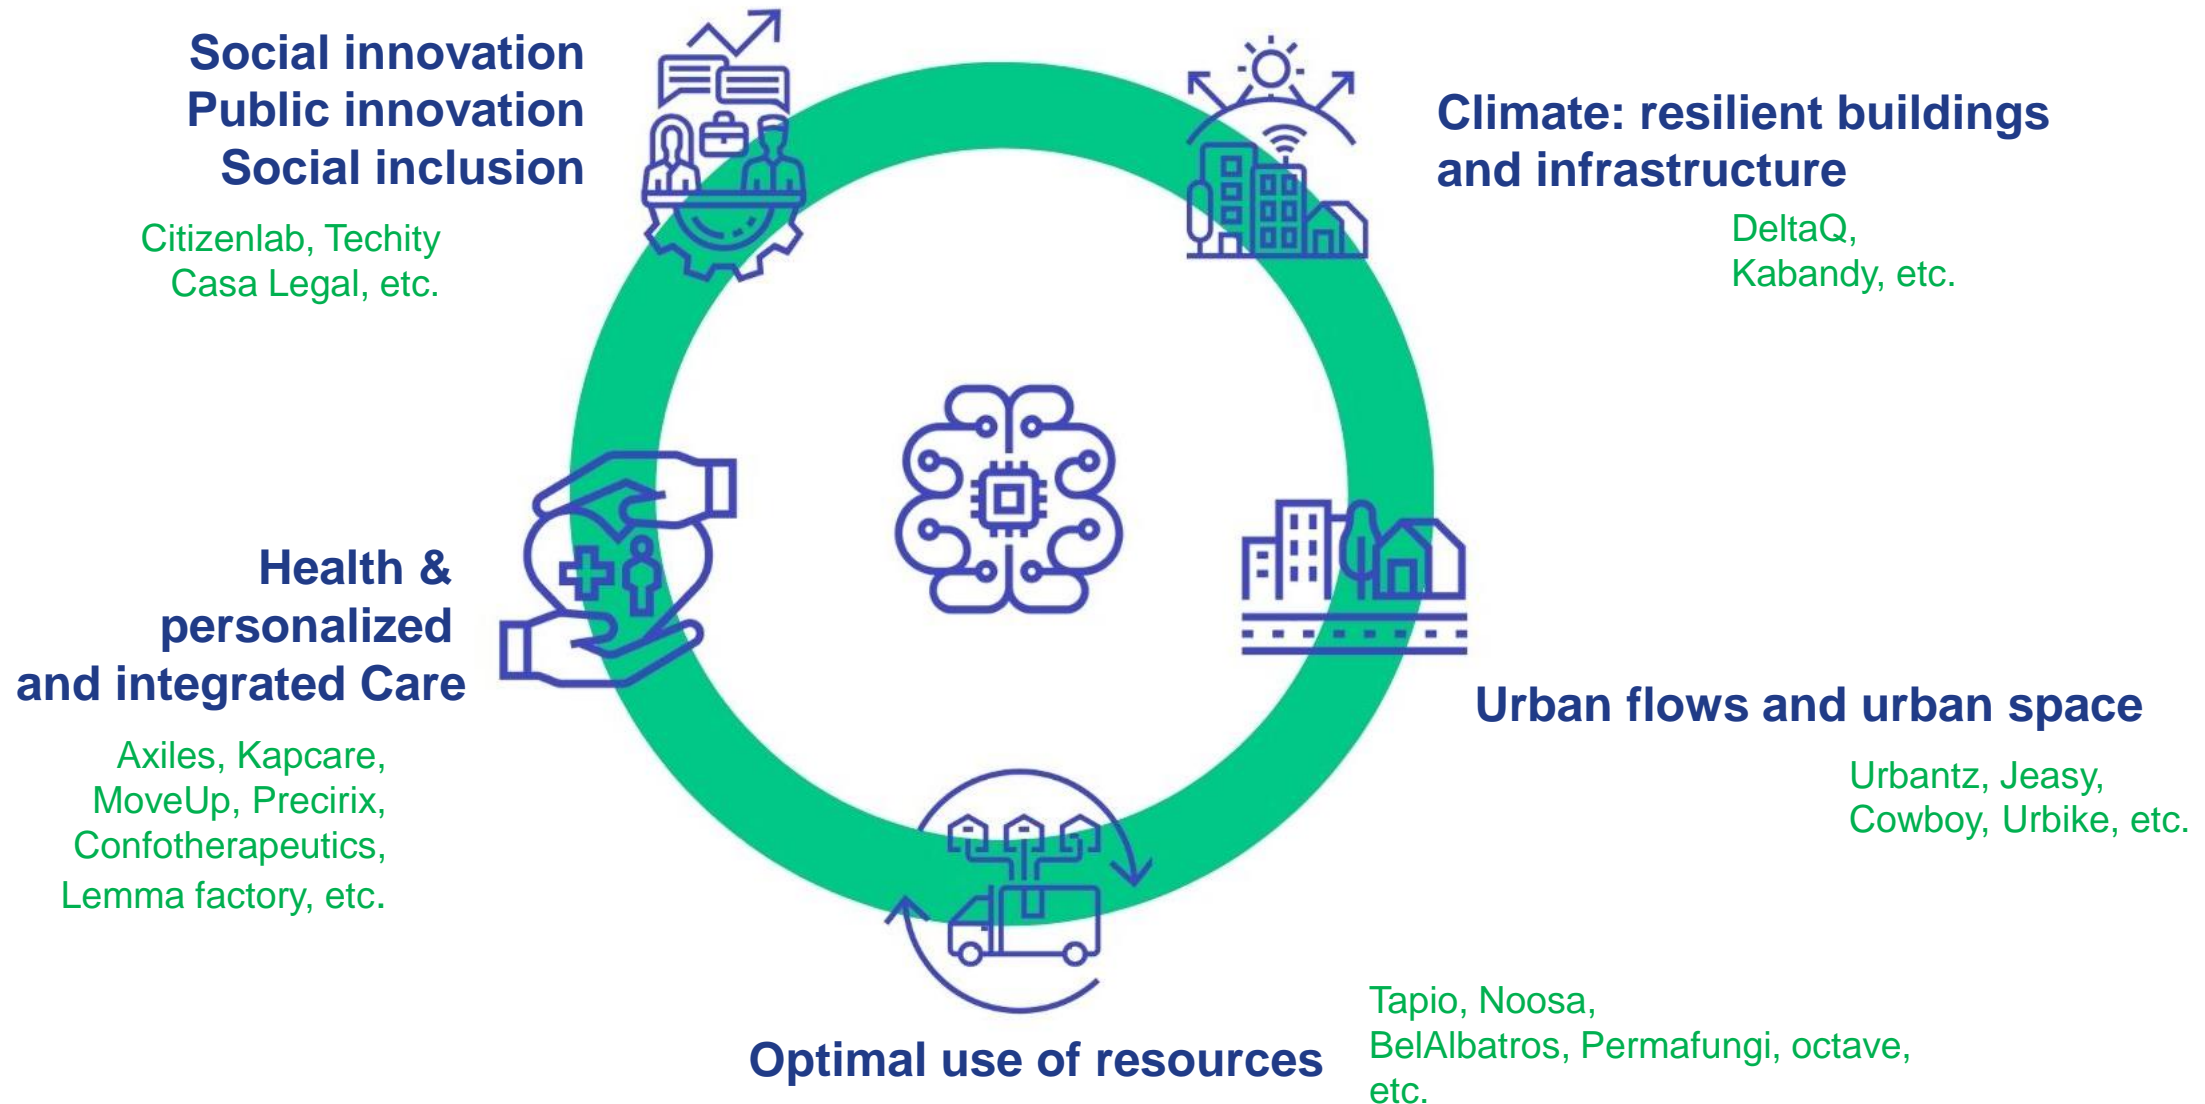 Social innovation
Public innovation
Social inclusion
Citizenlab, Techity
Casa Legal, etc.
Climate: resilient buildings
and infrastructure
DeltaQ,
Kabandy, etc.
Health &
personalized
and integrated Care
Axiles, Kapcare,
MoveUp, Precirix,
Confotherapeutics,
Lemma factory, etc.
Urban flows and urban space
Urbantz, Jeasy,
Cowboy, Urbike, etc.
Optimal use of resources
Tapio, Noosa,
BelAlbatros, Permafungi, octave,
etc.